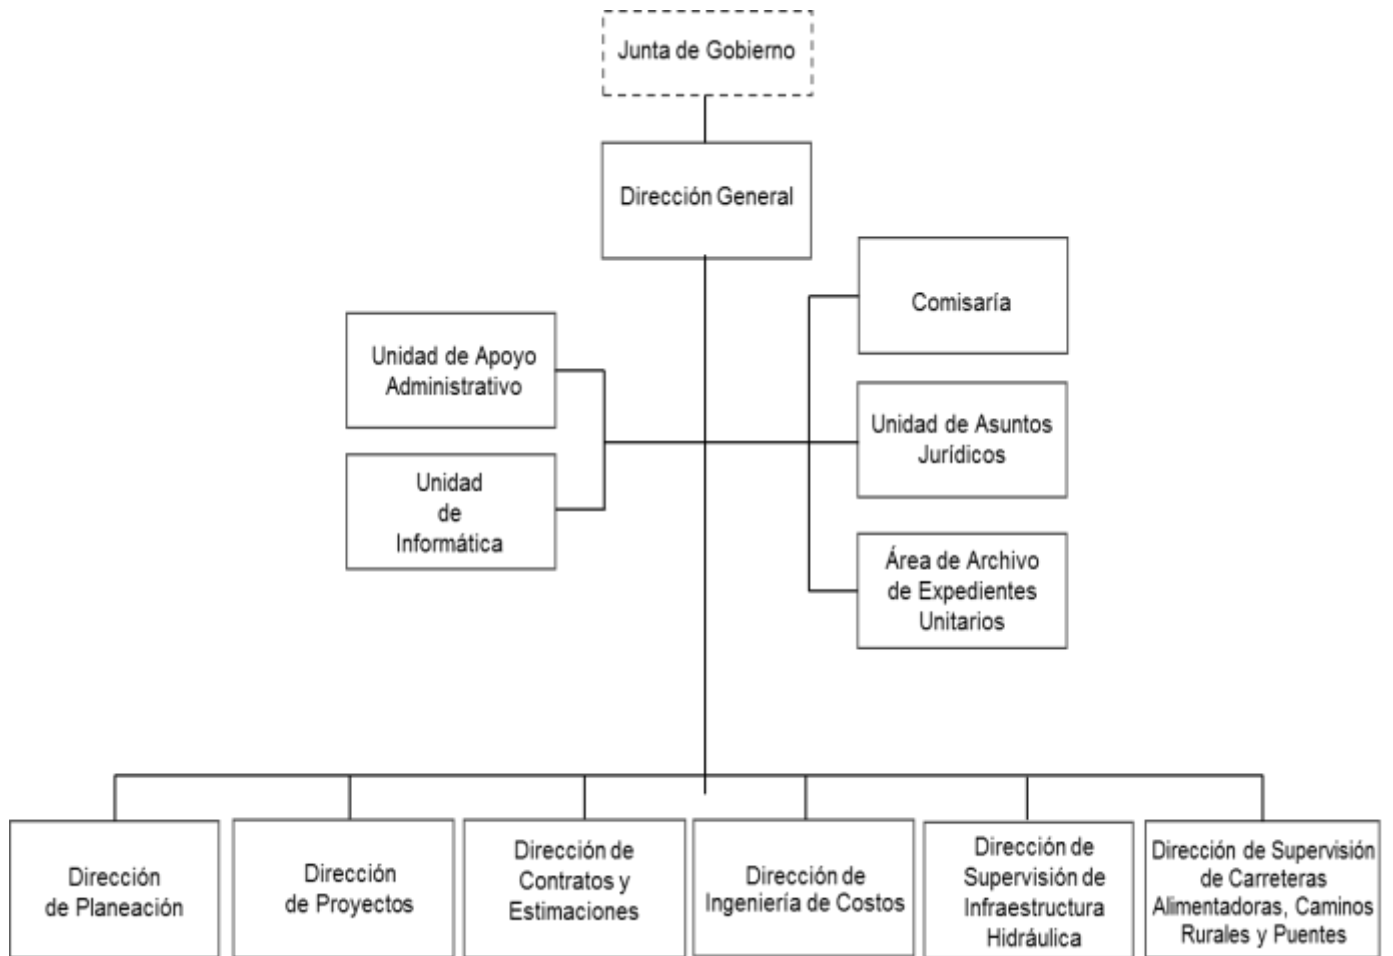 Junta de Gobierno
Dirección General
Comisaría
Unidad de Apoyo
Administrativo
Unidad de Asuntos
Jurídicos
Unidad
de
Informática
Área de Archivo
de Expedientes
Unitarios
Dirección
de Planeación
Dirección
de Proyectos
Dirección de
Contratos y
Estimaciones
Dirección de
Ingeniería de Costos
Dirección de
Supervisión de
Infraestructura
Hidráulica
Dirección de Supervisión
de Carreteras
Alimentadoras, Caminos
Rurales y Puentes